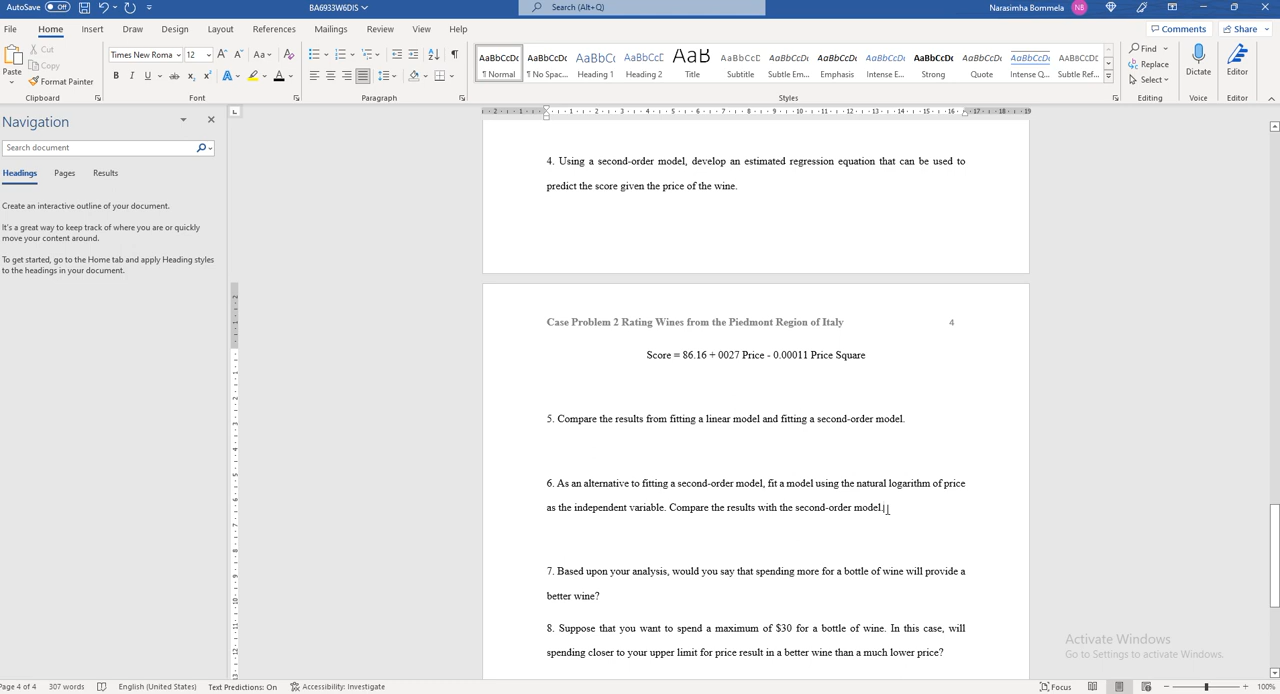 AutoSave Off
BA6933W6DIS
Search (Alt+Q)
Narasimha Bommela NB
File Home Insert Draw Design Layout References Mailings Review View Help
Comments Share
Paste
Cut
Copy
Format Painter
Times New Roma 12 Aa
B I U ab x₂ x² A A
AaBbCcDc AaBbCcDc AaBbC AaBbCcC AaB AaBbCcC AaBbCcDc AaBbCcDc AaBbCcDc AaBbCcDc AaBbCcDc AaBbCcDc AABBCCDC
¶ Normal ¶ No Spac... Heading 1 Heading 2 Title Subtitle Subtle Em... Emphasis Intense E... Strong Quote Intense Q... Subtle Ref...
Find
Replace
Select
Dictate
Editor
Clipboard Font Paragraph Styles Editing Voice Editor
Navigation
Search document
Headings Pages Results
Create an interactive outline of your document.
It's a great way to keep track of where you are or quickly
move your content around.
To get started, go to the Home tab and apply Heading styles
to the headings in your document.
4. Using a second-order model, develop an estimated regression equation that can be used to
predict the score given the price of the wine.
Case Problem 2 Rating Wines from the Piedmont Region of Italy 4
Score = 86.16 + 0027 Price - 0.00011 Price Square
5. Compare the results from fitting a linear model and fitting a second-order model.
6. As an alternative to fitting a second-order model, fit a model using the natural logarithm of price
as the independent variable. Compare the results with the second-order model.
7. Based upon your analysis, would you say that spending more for a bottle of wine will provide a
better wine?
8. Suppose that you want to spend a maximum of $30 for a bottle of wine. In this case, will
spending closer to your upper limit for price result in a better wine than a much lower price?
Activate Windows
Go to Settings to activate Windows.
Page 4 of 4 307 words English (United States) Text Predictions: On Accessibility: Investigate Focus 100%